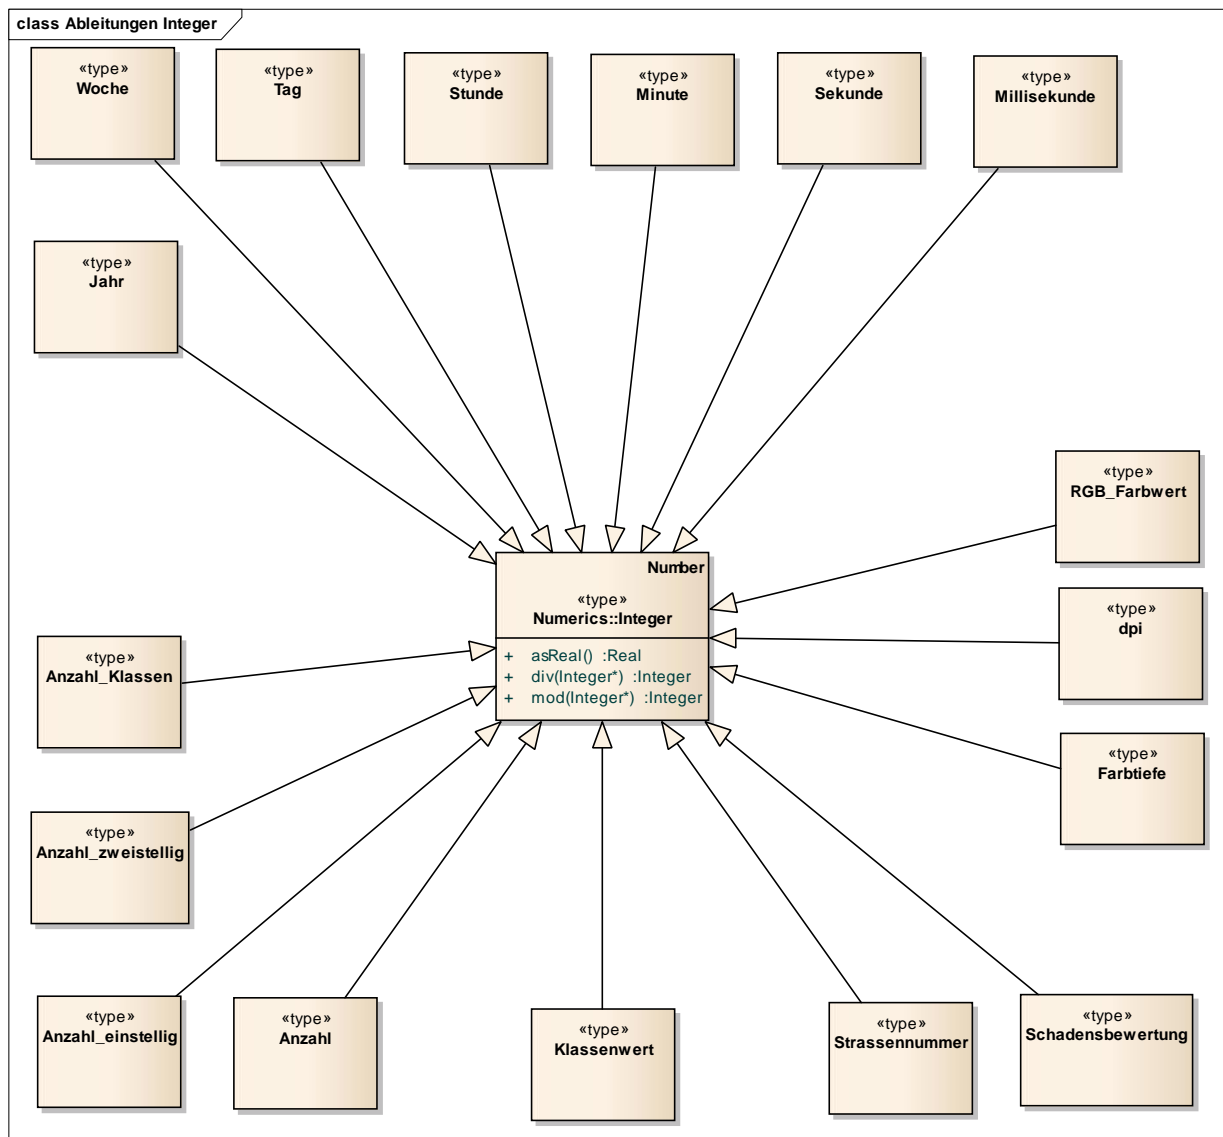 class Ableitungen Integer
«type»
Woche
«type»
Tag
«type»
Stunde
«type»
Minute
«type»
Sekunde
«type»
Millisekunde
«type»
Jahr
«type»
RGB_Farbwert
Number
«type»
Numerics::Integer
+ asReal() :Real
+ div(Integer*) :Integer
+ mod(Integer*) :Integer
«type»
dpi
«type»
Anzahl_Klassen
«type»
Farbtiefe
«type»
Anzahl_zweistellig
«type»
Anzahl_einstellig
«type»
Anzahl
«type»
Klassenwert
«type»
Strassennummer
«type»
Schadensbewertung